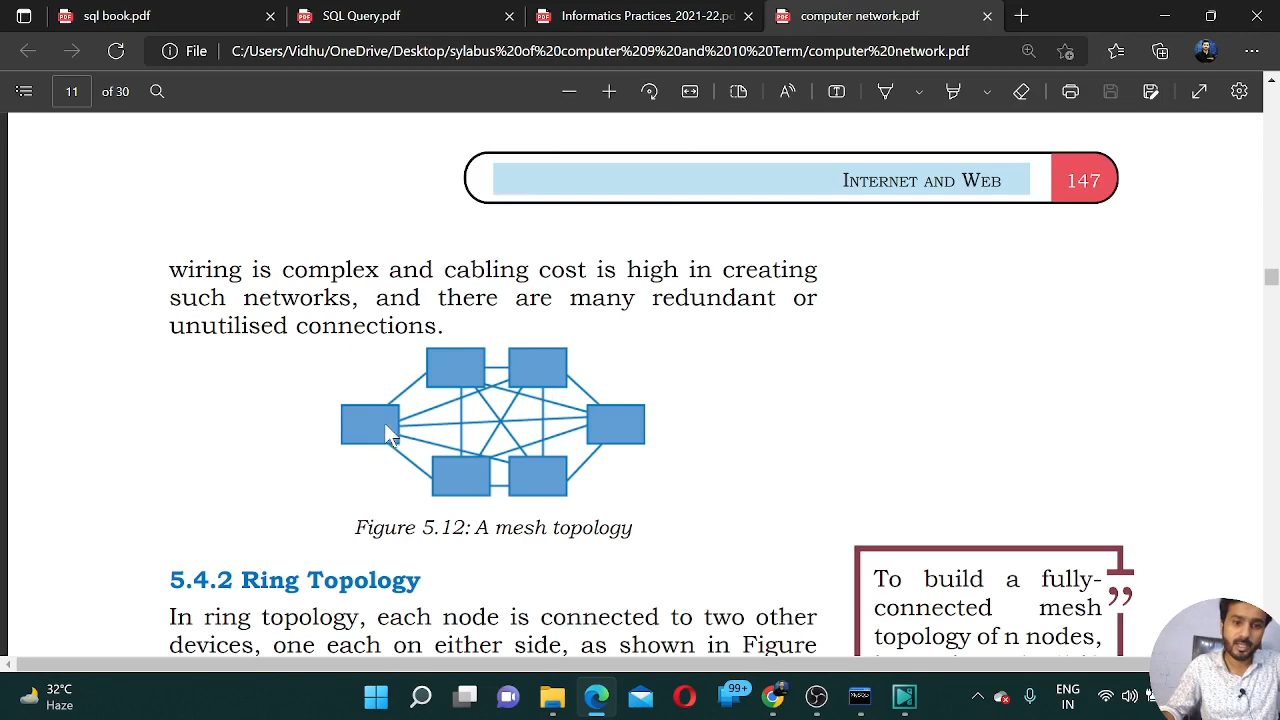 sql book.pdf
SQL Query.pdf
Informatics Practices_2021-22.pd
computer network.pdf
File
C:/Users/Vidhu/OneDrive/Desktop/sylabus%20of%20computer%209%20and%2010%20Term/computer%20network.pdf
11 of 30
INTERNET AND WEB 147
wiring is complex and cabling cost is high in creating
such networks, and there are many redundant or
unutilised connections.
Figure 5.12: A mesh topology
5.4.2 Ring Topology
In ring topology, each node is connected to two other
devices, one each on either side, as shown in Figure
To build a fully-
connected mesh
topology of n nodes,
32°C
Haze
99+
ENG
IN